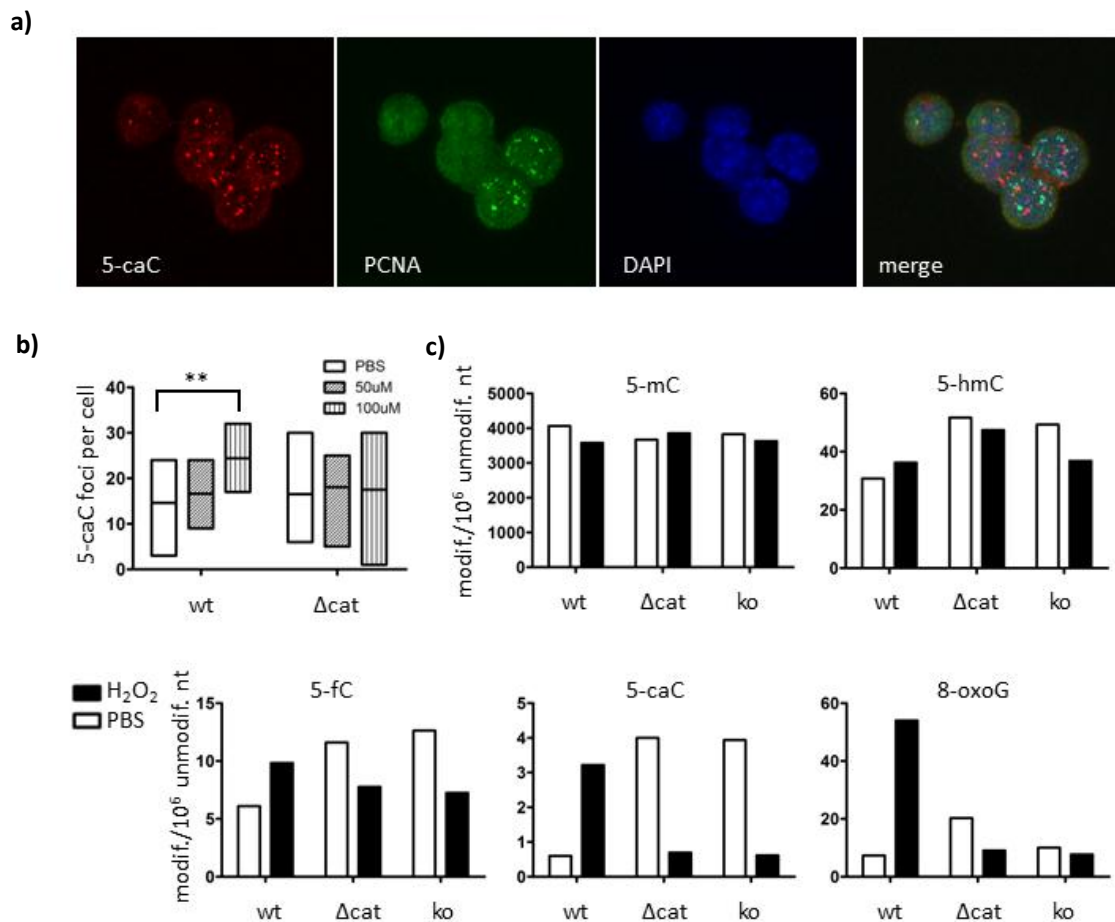 a)
5-caC PCNA DAPI merge
b)
5-caC foci per cell
40
30
20
10
0
**
PBS
50uM
100uM
wt Δcat
c)
modif./10⁶ unmodif. nt
5-mC
5000
4000
3000
2000
1000
0
wt Δcat ko
5-hmC
60
40
20
0
wt Δcat ko
H₂O₂
PBS
modif./10⁶ unmodif. nt
5-fC
15
10
5
0
wt Δcat ko
5-caC
5
4
3
2
1
0
wt Δcat ko
8-oxoG
60
40
20
0
wt Δcat ko